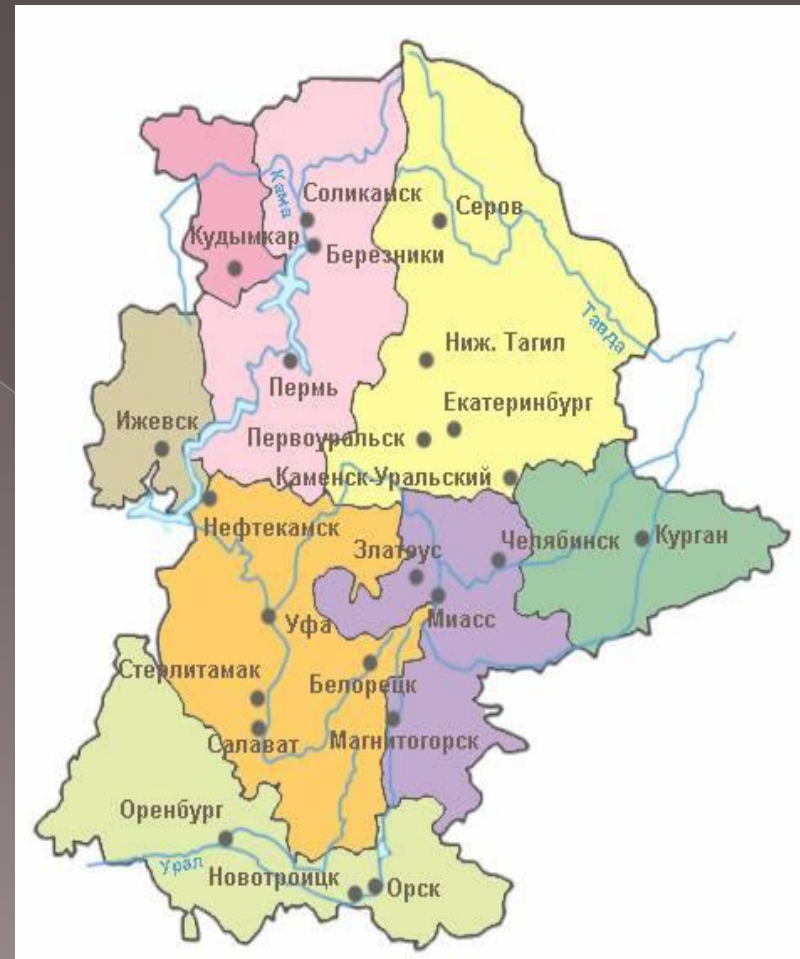 Кама
Соликамск
Серов
Кудымкар
Березники
Тавда
Ниж. Тагил
Пермь
Екатеринбург
Ижевск
Первоуральск
Каменск-Уральский
Нефтекамск
Златоус
Челябинск
Курган
Уфа
Миасс
Стерлитамак
Белорецк
Салават
Магнитогорск
Оренбург
Урал
Новотроицк
Орск